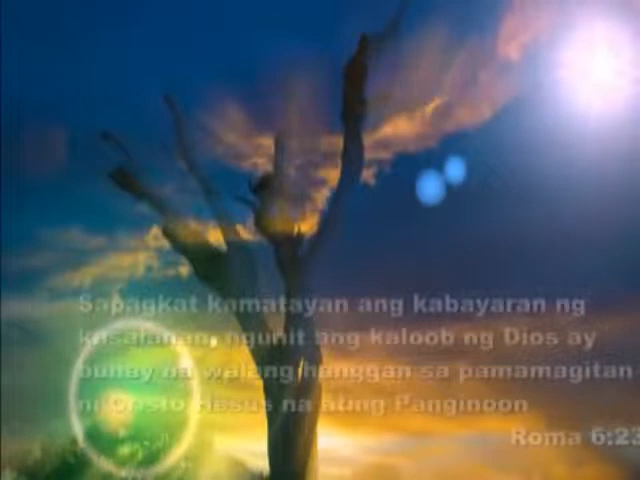 Sapagkat kamatayan ang kabayaran ng
kasalanan, ngunit ang kaloob ng Dios ay
buhay na walang hanggan sa pamamagitan
ni Cristo Hesus na ating Panginoon
Roma 6:23